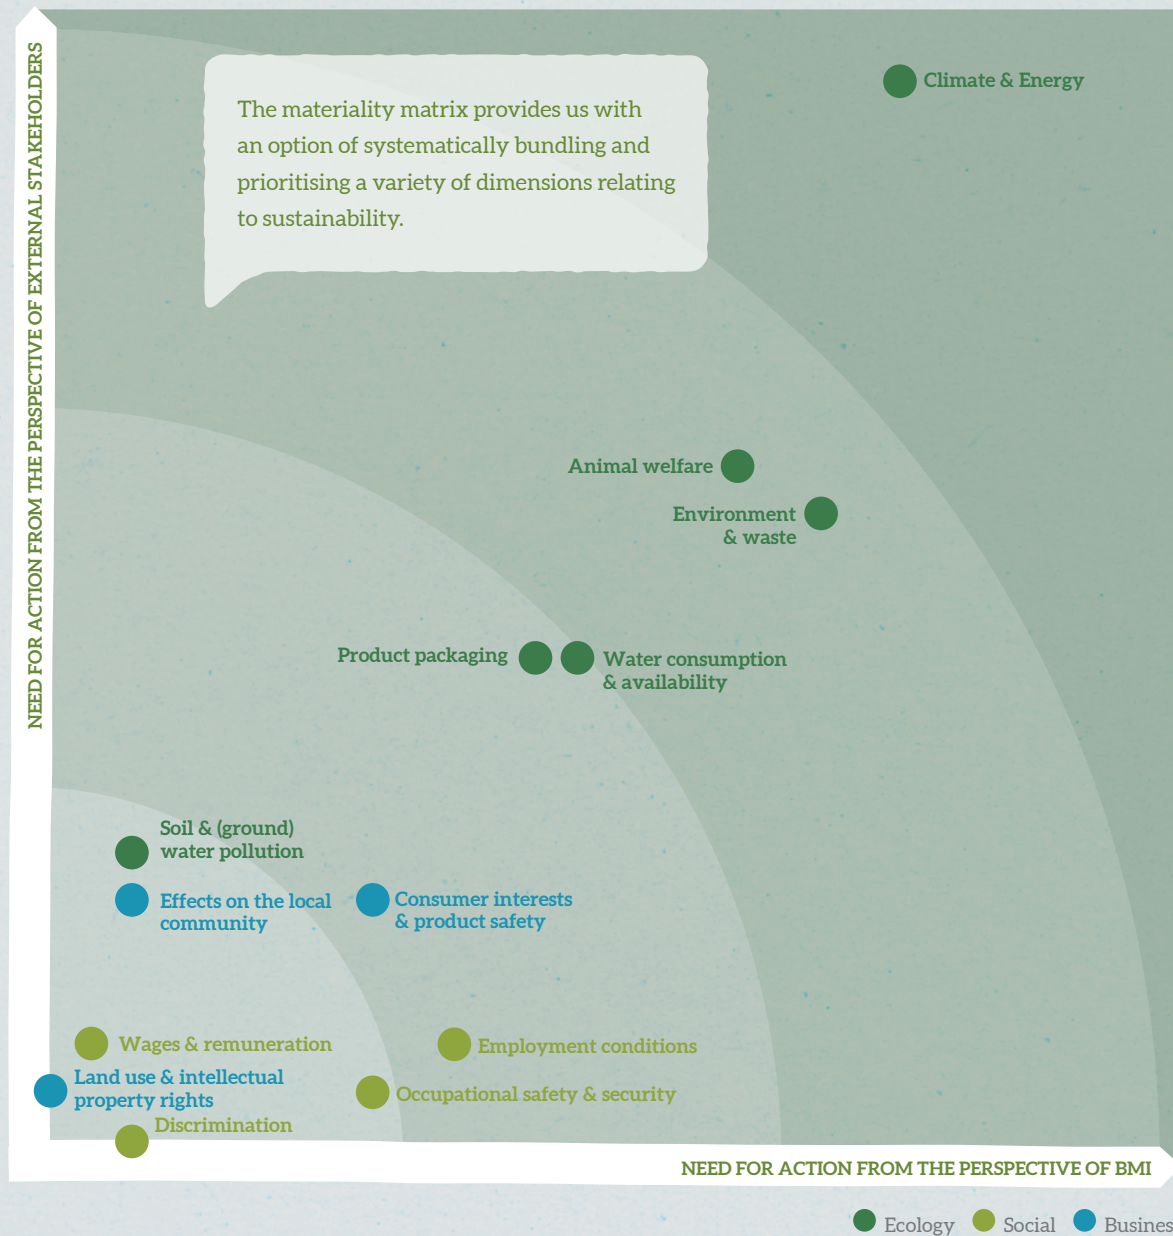 NEED FOR ACTION FROM THE PERSPECTIVE OF EXTERNAL STAKEHOLDERS
The materiality matrix provides us with
an option of systematically bundling and
prioritising a variety of dimensions relating
to sustainability.
Climate & Energy
Animal welfare
Environment
& waste
Product packaging
Water consumption
& availability
Soil & (ground)
water pollution
Effects on the local
community
Consumer interests
& product safety
Wages & remuneration
Employment conditions
Land use & intellectual
property rights
Occupational safety & security
Discrimination
NEED FOR ACTION FROM THE PERSPECTIVE OF BMI
Ecology
Social
Busines